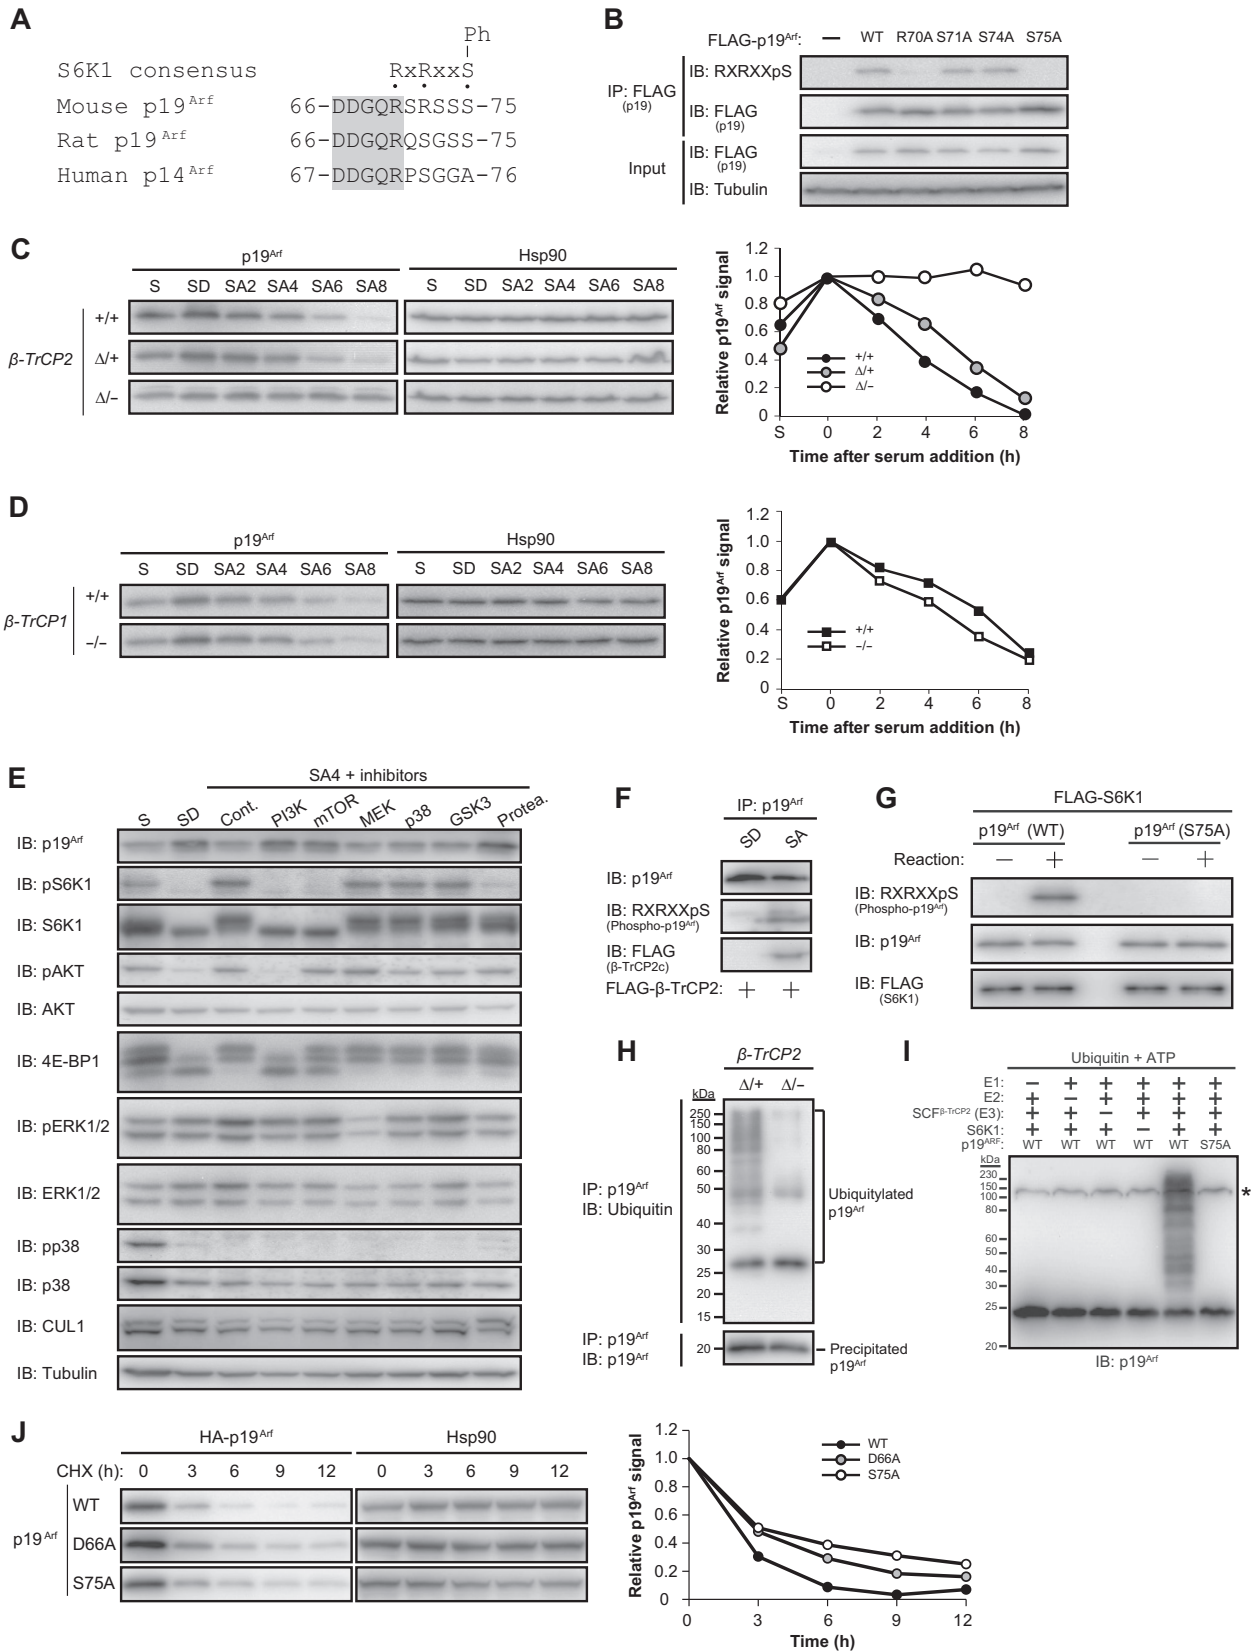 A
Ph
S6K1 consensus RxRxxS
Mouse p19Arf 66-DDGQRSRSSS-75
Rat p19Arf 66-DDGQRQSGSS-75
Human p14Arf 67-DDGQRPSGGA-76
B
FLAG-p19Arf: — WT R70A S71A S74A S75A
IP: FLAG
(p19)
IB: RXRXXpS
IB: FLAG
(p19)
Input
IB: FLAG
(p19)
IB: Tubulin
C
p19Arf Hsp90
S SD SA2 SA4 SA6 SA8 S SD SA2 SA4 SA6 SA8
β-TrCP2
+/+
Δ/+
Δ/−
Relative p19Arf signal
1.2
1.0
0.8
0.6
0.4
0.2
0
+/+
Δ/+
Δ/−
S 0 2 4 6 8
Time after serum addition (h)
D
p19Arf Hsp90
S SD SA2 SA4 SA6 SA8 S SD SA2 SA4 SA6 SA8
β-TrCP1
+/+
−/−
Relative p19Arf signal
1.2
1.0
0.8
0.6
0.4
0.2
0
+/+
−/−
S 0 2 4 6 8
Time after serum addition (h)
E
SA4 + inhibitors
S SD Cont. PI3K mTOR MEK p38 GSK3 Protea.
IB: p19Arf
IB: pS6K1
IB: S6K1
IB: pAKT
IB: AKT
IB: 4E-BP1
IB: pERK1/2
IB: ERK1/2
IB: pp38
IB: p38
IB: CUL1
IB: Tubulin
F
IP: p19Arf
SD SA
IB: p19Arf
IB: RXRXXpS
(Phospho-p19Arf)
IB: FLAG
(β-TrCP2c)
FLAG-β-TrCP2: + +
G
FLAG-S6K1
p19Arf (WT) p19Arf (S75A)
Reaction: − + − +
IB: RXRXXpS
(Phospho-p19Arf)
IB: p19Arf
IB: FLAG
(S6K1)
H
β-TrCP2
kDa Δ/+ Δ/−
250
150
100
80
60
50
40
30
25
20
15
IP: p19Arf
IB: Ubiquitin
Ubiquitylated
p19Arf
IP: p19Arf
IB: p19Arf
20
Precipitated
p19Arf
I
Ubiquitin + ATP
E1: − + + + + +
E2: + − + + + +
SCFβ-TrCP2 (E3): + + − + + +
S6K1: + + + − + +
p19ARF: WT WT WT WT WT S75A
kDa
230
150
100
80
60
50
40
30
25
20
*
IB: p19Arf
J
HA-p19Arf Hsp90
CHX (h): 0 3 6 9 12 0 3 6 9 12
p19Arf
WT
D66A
S75A
Relative p19Arf signal
1.2
1.0
0.8
0.6
0.4
0.2
0
WT
D66A
S75A
0 3 6 9 12
Time (h)